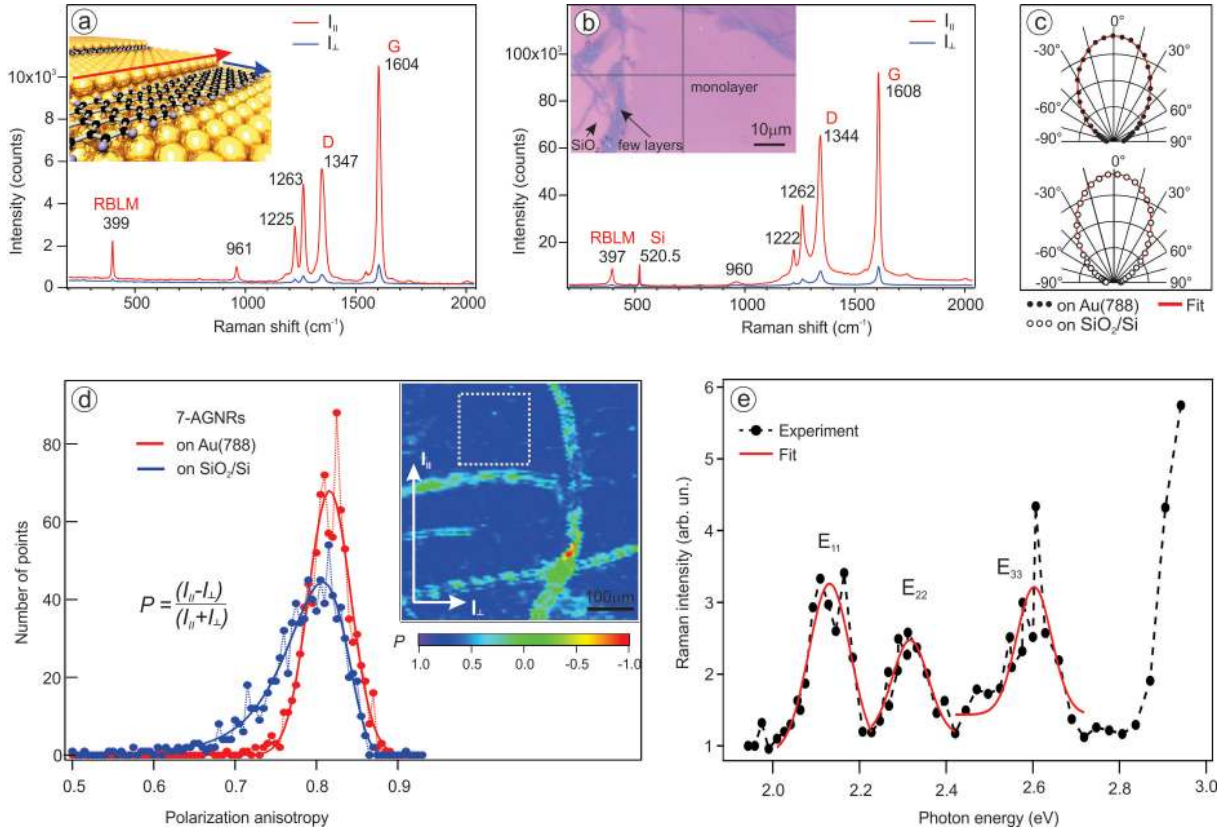 a
I||
I⊥
G
1604
10x10³
8
6
4
2
0
Intensity (counts)
D
1347
1263
1225
RBLM
399
961
500
1000
1500
2000
Raman shift (cm⁻¹)
b
I||
I⊥
G
1608
100x10³
80
60
40
20
0
Intensity (counts)
monolayer
SiO₂
few layers
10μm
D
1344
1262
1222
RBLM
397
Si
520.5
960
500
1000
1500
2000
Raman shift (cm⁻¹)
c
0°
-30°
30°
-60°
60°
-90°
90°
0°
-30°
30°
-60°
60°
-90°
90°
on Au(788)
Fit
on SiO₂/Si
d
7-AGNRs
on Au(788)
on SiO₂/Si
80
60
40
20
0
Number of points
P = (I||-I⊥)
(I||+I⊥)
I||
I⊥
100μm
P
1.0
0.5
0.0
-0.5
-1.0
0.5
0.6
0.7
0.8
0.9
Polarization anisotropy
e
Experiment
Fit
6
5
4
3
2
1
Raman intensity (arb. un.)
E₁₁
E₂₂
E₃₃
2.0
2.2
2.4
2.6
2.8
3.0
Photon energy (eV)